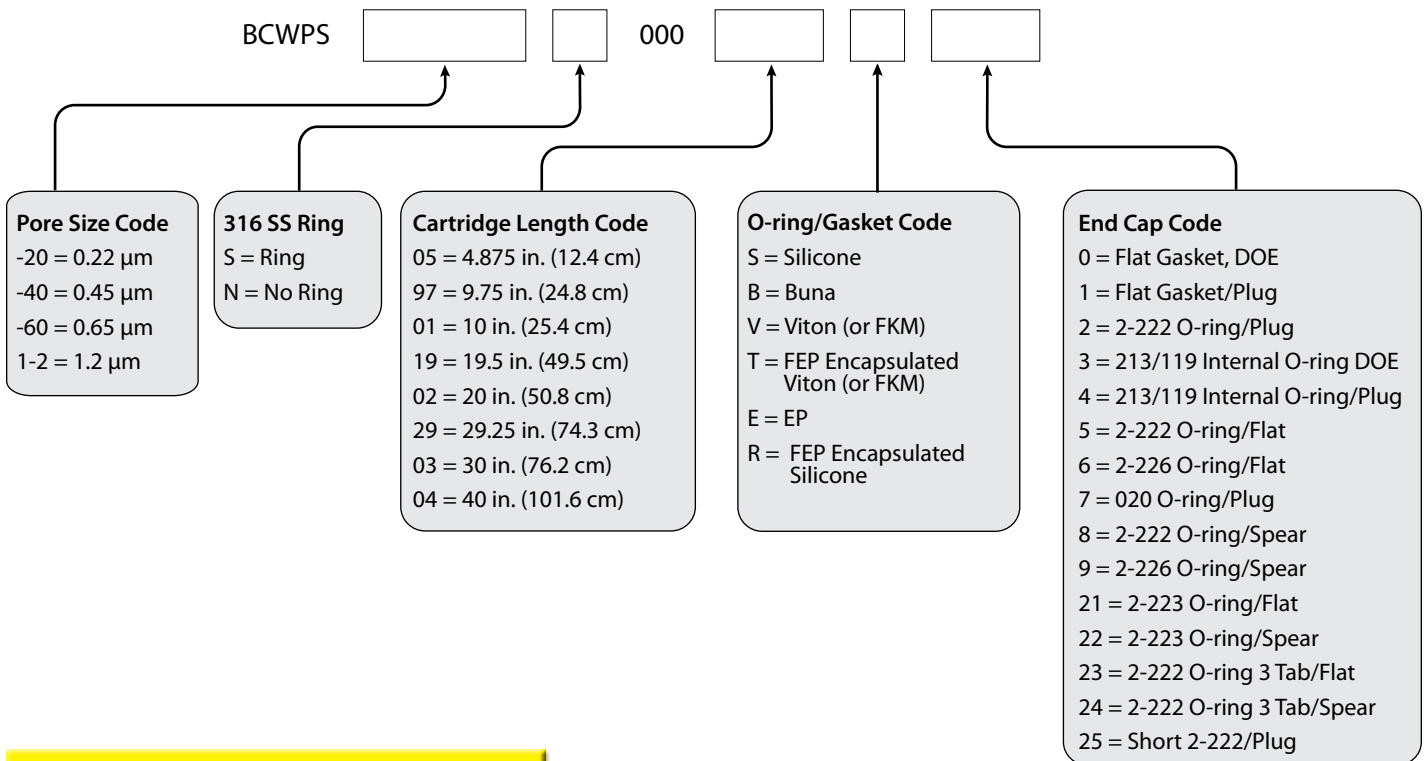 BCWPS 000
Pore Size Code
-20 = 0.22 µm
-40 = 0.45 µm
-60 = 0.65 µm
1-2 = 1.2 µm
316 SS Ring
S = Ring
N = No Ring
Cartridge Length Code
05 = 4.875 in. (12.4 cm)
97 = 9.75 in. (24.8 cm)
01 = 10 in. (25.4 cm)
19 = 19.5 in. (49.5 cm)
02 = 20 in. (50.8 cm)
29 = 29.25 in. (74.3 cm)
03 = 30 in. (76.2 cm)
04 = 40 in. (101.6 cm)
O-ring/Gasket Code
S = Silicone
B = Buna
V = Viton (or FKM)
T = FEP Encapsulated
Viton (or FKM)
E = EP
R = FEP Encapsulated
Silicone
End Cap Code
0 = Flat Gasket, DOE
1 = Flat Gasket/Plug
2 = 2-222 O-ring/Plug
3 = 213/119 Internal O-ring DOE
4 = 213/119 Internal O-ring/Plug
5 = 2-222 O-ring/Flat
6 = 2-226 O-ring/Flat
7 = 020 O-ring/Plug
8 = 2-222 O-ring/Spear
9 = 2-226 O-ring/Spear
21 = 2-223 O-ring/Flat
22 = 2-223 O-ring/Spear
23 = 2-222 O-ring 3 Tab/Flat
24 = 2-222 O-ring 3 Tab/Spear
25 = Short 2-222/Plug